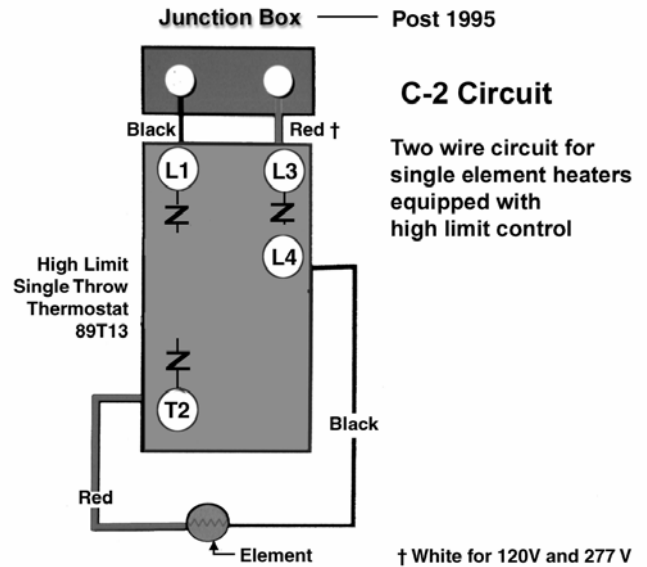 Junction Box
Post 1995
C-2 Circuit
Two wire circuit for
single element heaters
equipped with
high limit control
Black
Red †
L1
L3
L4
High Limit
Single Throw
Thermostat
89T13
T2
Black
Red
Element
† White for 120V and 277 V